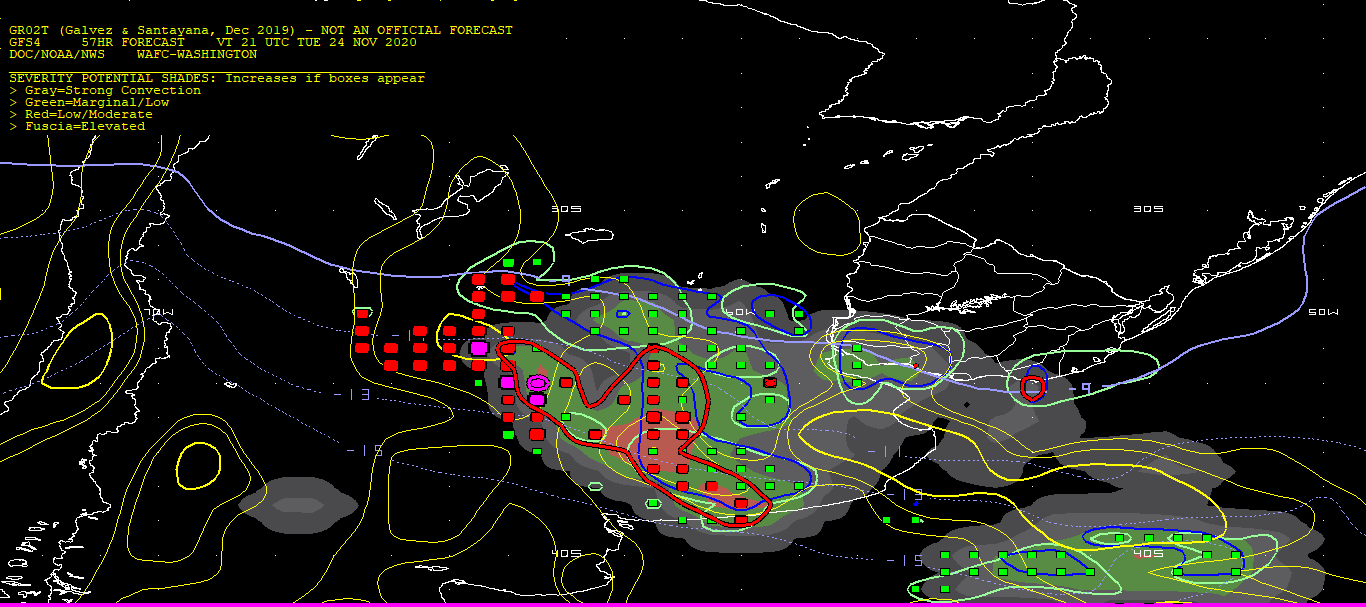 GR02T (Galvez & Santayana, Dec 2019) - NOT AN OFFICIAL FORECAST
GFS4 57HR FORECAST VT 21 UTC TUE 24 NOV 2020
DOC/NOAA/NWS WAFC-WASHINGTON
SEVERITY POTENTIAL SHADES: Increases if boxes appear
> Gray=Strong Convection
> Green=Marginal/Low
> Red=Low/Moderate
> Fuscia=Elevated
30S
30S
-9
70W
60W
50W
-9
-13
-15
-11
-13
40S
40S
-15